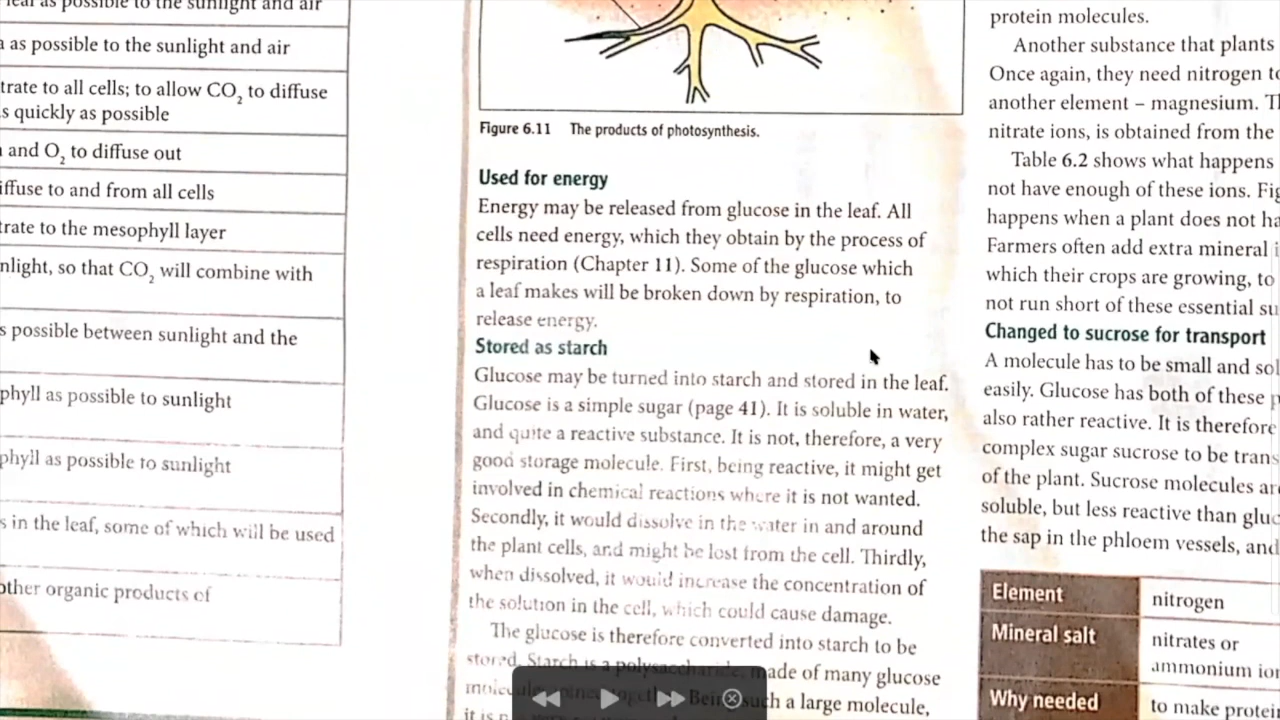 leaf as possible to the sunlight and air
as possible to the sunlight and air
trate to all cells; to allow CO₂ to diffuse
s quickly as possible
and O₂ to diffuse out
iffuse to and from all cells
trate to the mesophyll layer
nlight, so that CO₂ will combine with
s possible between sunlight and the
phyll as possible to sunlight
phyll as possible to sunlight
s in the leaf, some of which will be used
other organic products of
Figure 6.11 The products of photosynthesis.
Used for energy
Energy may be released from glucose in the leaf. All
cells need energy, which they obtain by the process of
respiration (Chapter 11). Some of the glucose which
a leaf makes will be broken down by respiration, to
release energy.
Stored as starch
Glucose may be turned into starch and stored in the leaf.
Glucose is a simple sugar (page 41). It is soluble in water,
and quite a reactive substance. It is not, therefore, a very
good storage molecule. First, being reactive, it might get
involved in chemical reactions where it is not wanted.
Secondly, it would dissolve in the water in and around
the plant cells, and might be lost from the cell. Thirdly,
when dissolved, it would increase the concentration of
the solution in the cell, which could cause damage.
The glucose is therefore converted into starch to be
stored. Starch is a polysaccharide, made of many glucose
such a large molecule,
it is
protein molecules.
Another substance that plants
Once again, they need nitrogen to
another element – magnesium. T
nitrate ions, is obtained from the
Table 6.2 shows what happens
not have enough of these ions. Fig
happens when a plant does not ha
Farmers often add extra mineral i
which their crops are growing, to
not run short of these essential su
Changed to sucrose for transport
A molecule has to be small and sol
easily. Glucose has both of these p
also rather reactive. It is therefore
complex sugar sucrose to be trans
of the plant. Sucrose molecules ar
soluble, but less reactive than gluc
the sap in the phloem vessels, and
Element nitrogen
Mineral salt nitrates or
ammonium ion
Why needed to make protei